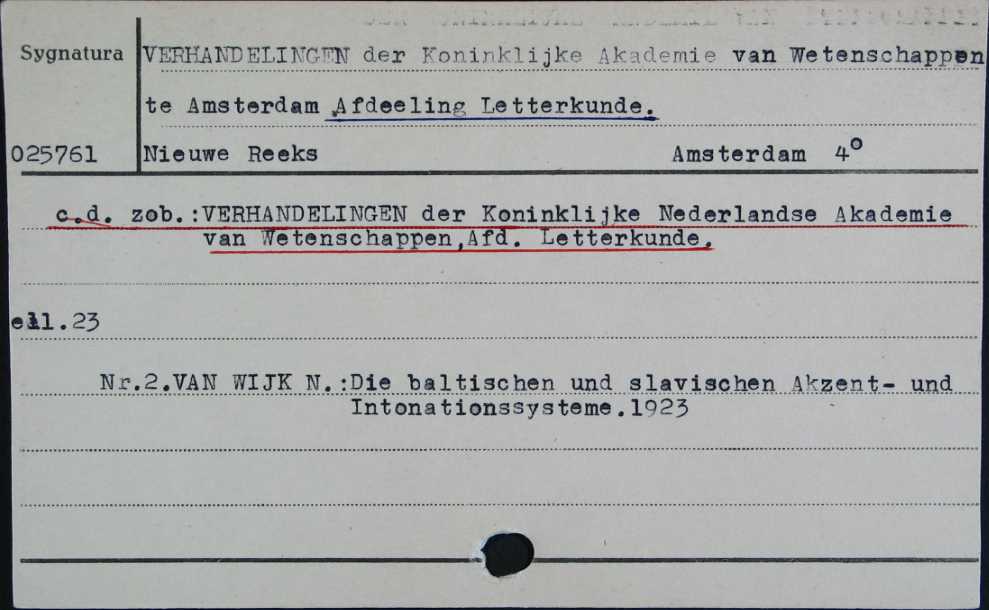 Sygnatura VERHANDELINGEN der Koninklijke Akademie van Wetenschappen
te Amsterdam Afdeeling Letterkunde.
025761 Nieuwe Reeks Amsterdam 4º
c.d. zob.:VERHANDELINGEN der Koninklijke Nederlandse Akademie
van Wetenschappen,Afd. Letterkunde.
23
Nr.2.VAN WIJK N.:Die baltischen und slavischen Akzent- und
Intonationssysteme.1923